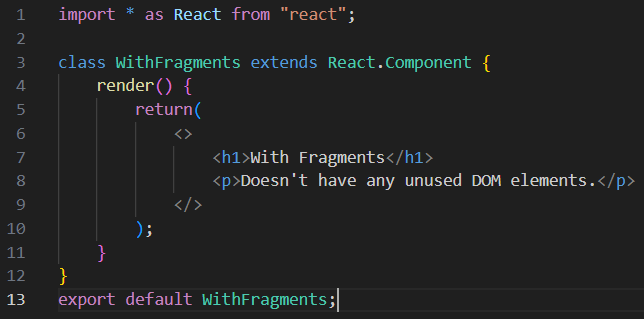 1 import * as React from "react";
2
3 class WithFragments extends React.Component {
4     render() {
5         return(
6             <>
7                 <h1>With Fragments</h1>
8                 <p>Doesn't have any unused DOM elements.</p>
9             </>
10         );
11     }
12 }
13 export default WithFragments;